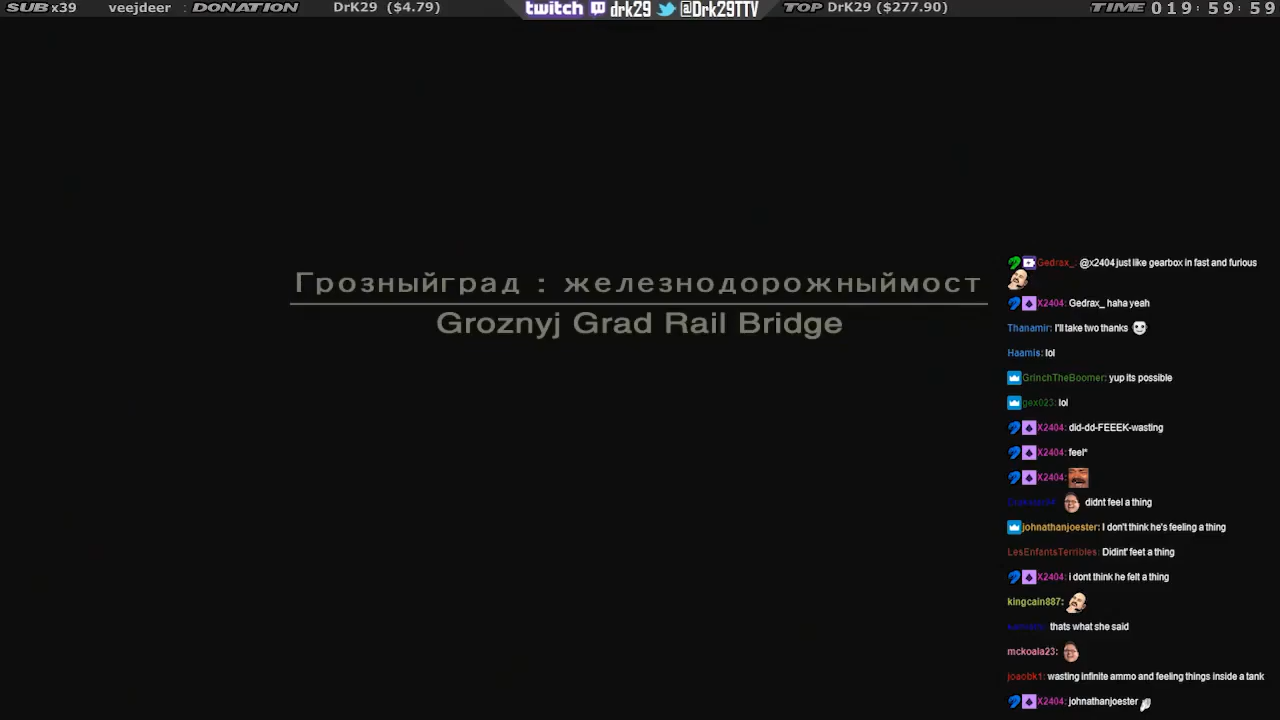 SUB x39 veejdeer : DONATION DrK29 ($4.79) twitch drk29 @Drk29TTV TOP DrK29 ($277.90) TIME 019:59:59
Грозныйград : железнодорожныймост
Groznyj Grad Rail Bridge
Gedrax_: @x2404 just like gearbox in fast and furious
X2404: Gedrax_ haha yeah
Thanamir: I'll take two thanks
Haamis: lol
GrinchTheBoomer: yup its possible
gex023: lol
X2404: did-dd-FEEEK-wasting
X2404: feel*
X2404:
didnt feel a thing
johnathanjoester: I don't think he's feeling a thing
LesEnfantsTerribles: Didint' feet a thing
X2404: i dont think he felt a thing
kingcain887:
thats what she said
mckoala23:
joaobk1: wasting infinite ammo and feeling things inside a tank
X2404: johnathanjoester